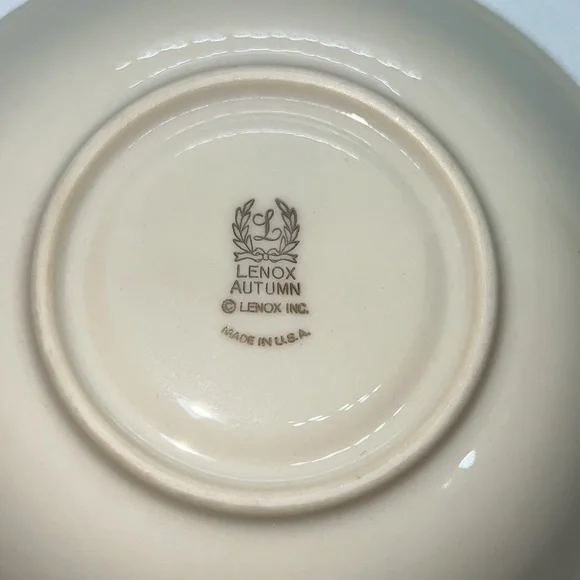 L
LENOX
AUTUMN
© LENOX INC.
MADE IN U.S.A.